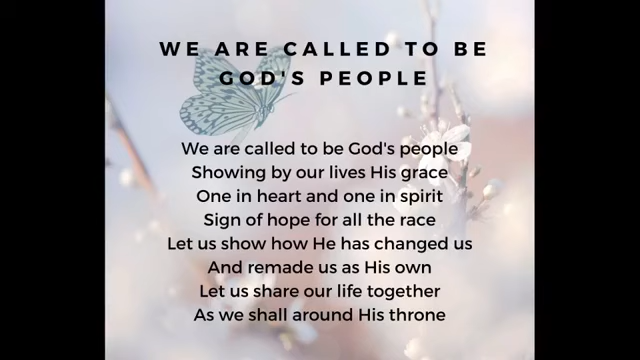 WE ARE CALLED TO BE
GOD'S PEOPLE
We are called to be God's people
Showing by our lives His grace
One in heart and one in spirit
Sign of hope for all the race
Let us show how He has changed us
And remade us as His own
Let us share our life together
As we shall around His throne